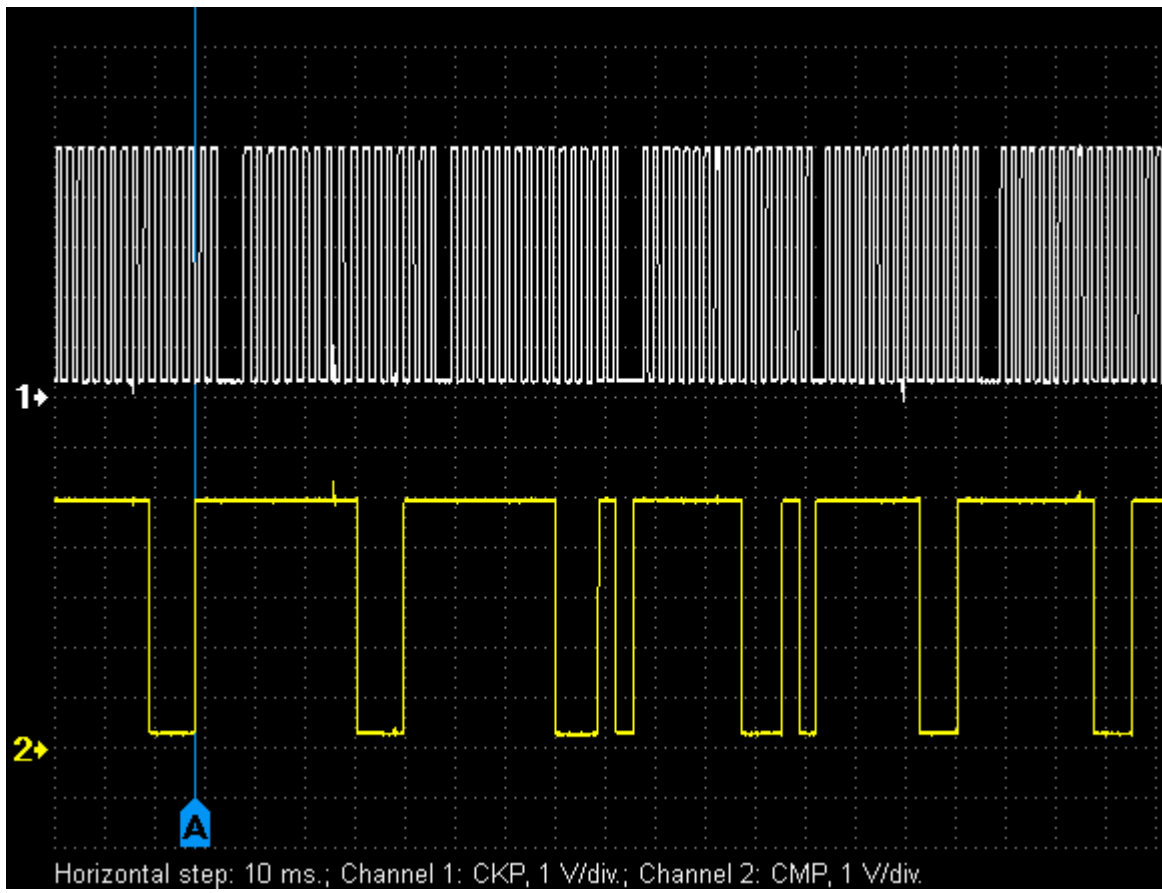 1
2
A
Horizontal step: 10 ms.; Channel 1: CKP, 1 V/div.; Channel 2: CMP, 1 V/div.